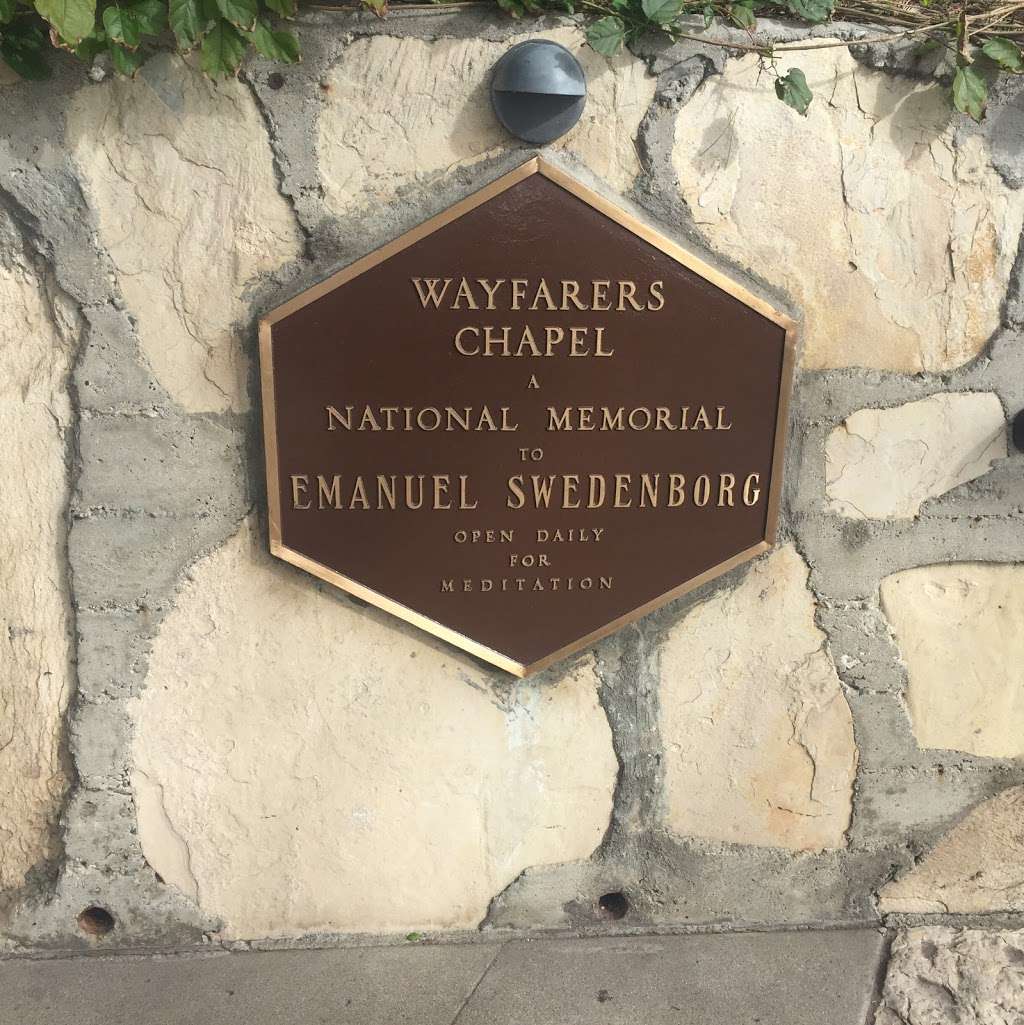 WAYFARERS
CHAPEL
A
NATIONAL MEMORIAL
TO
EMANUEL SWEDENBORG
OPEN DAILY
FOR
MEDITATION